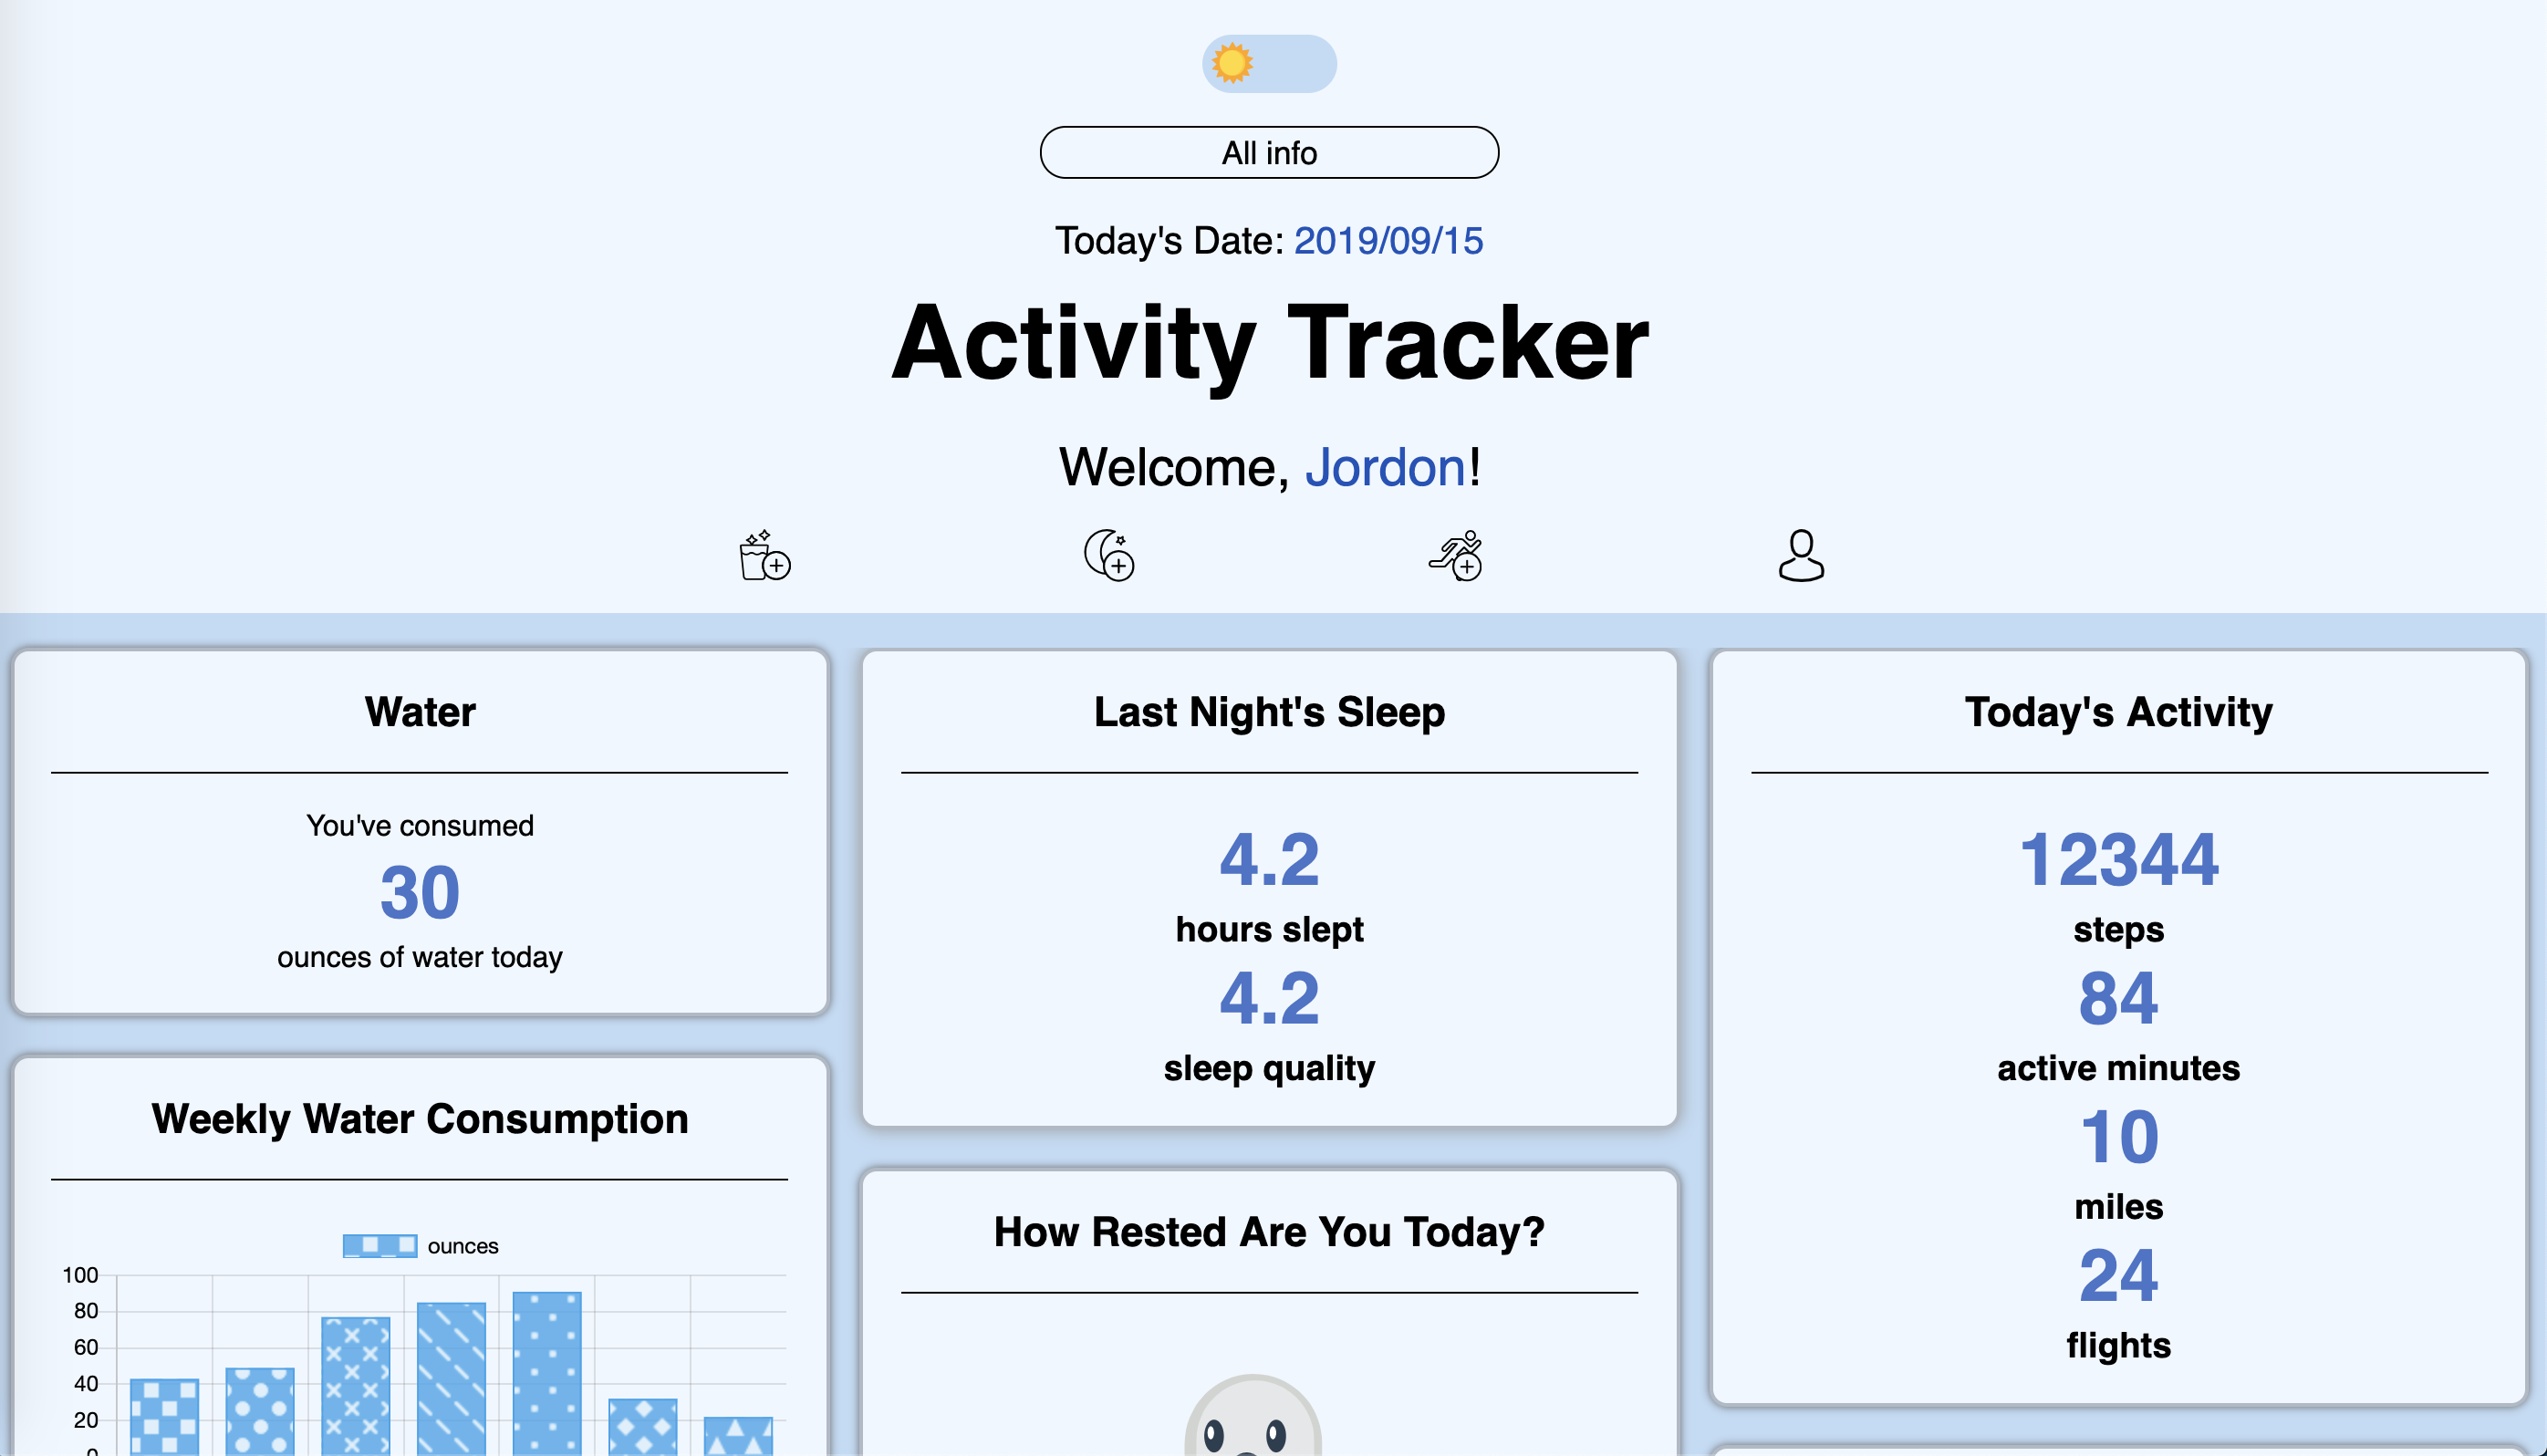 All info
Today's Date: 2019/09/15
Activity Tracker
Welcome, Jordon!
Water
You've consumed
30
ounces of water today
Weekly Water Consumption
ounces
100
80
60
40
20
0
Last Night's Sleep
4.2
hours slept
4.2
sleep quality
How Rested Are You Today?
Today's Activity
12344
steps
84
active minutes
10
miles
24
flights